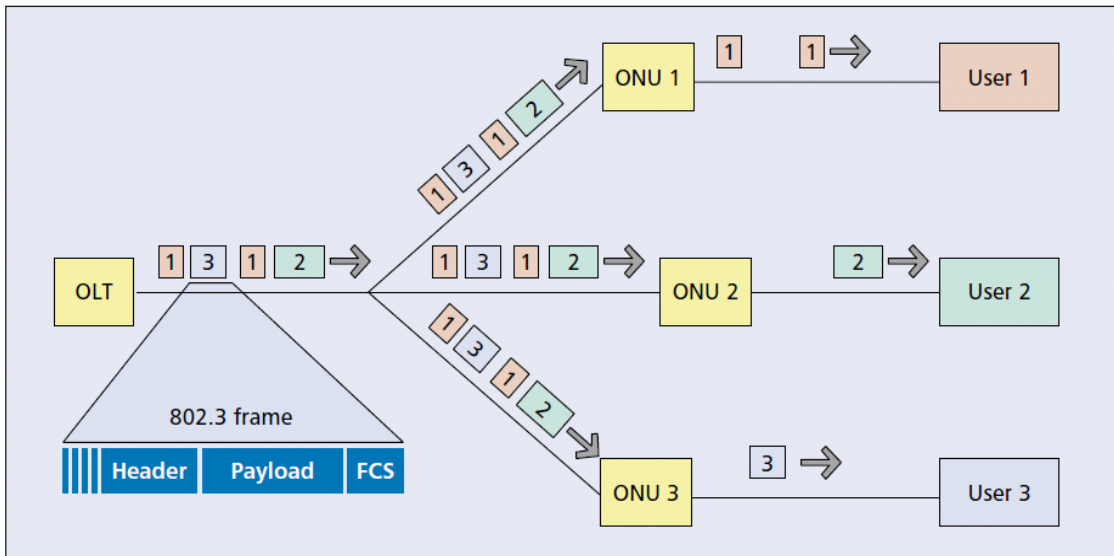 ONU 1
1
1
User 1
1 3 1 2
OLT
1 3 1 2
1 3 1 2
ONU 2
2
User 2
1 3 1 2
802.3 frame
Header Payload FCS
ONU 3
3
User 3